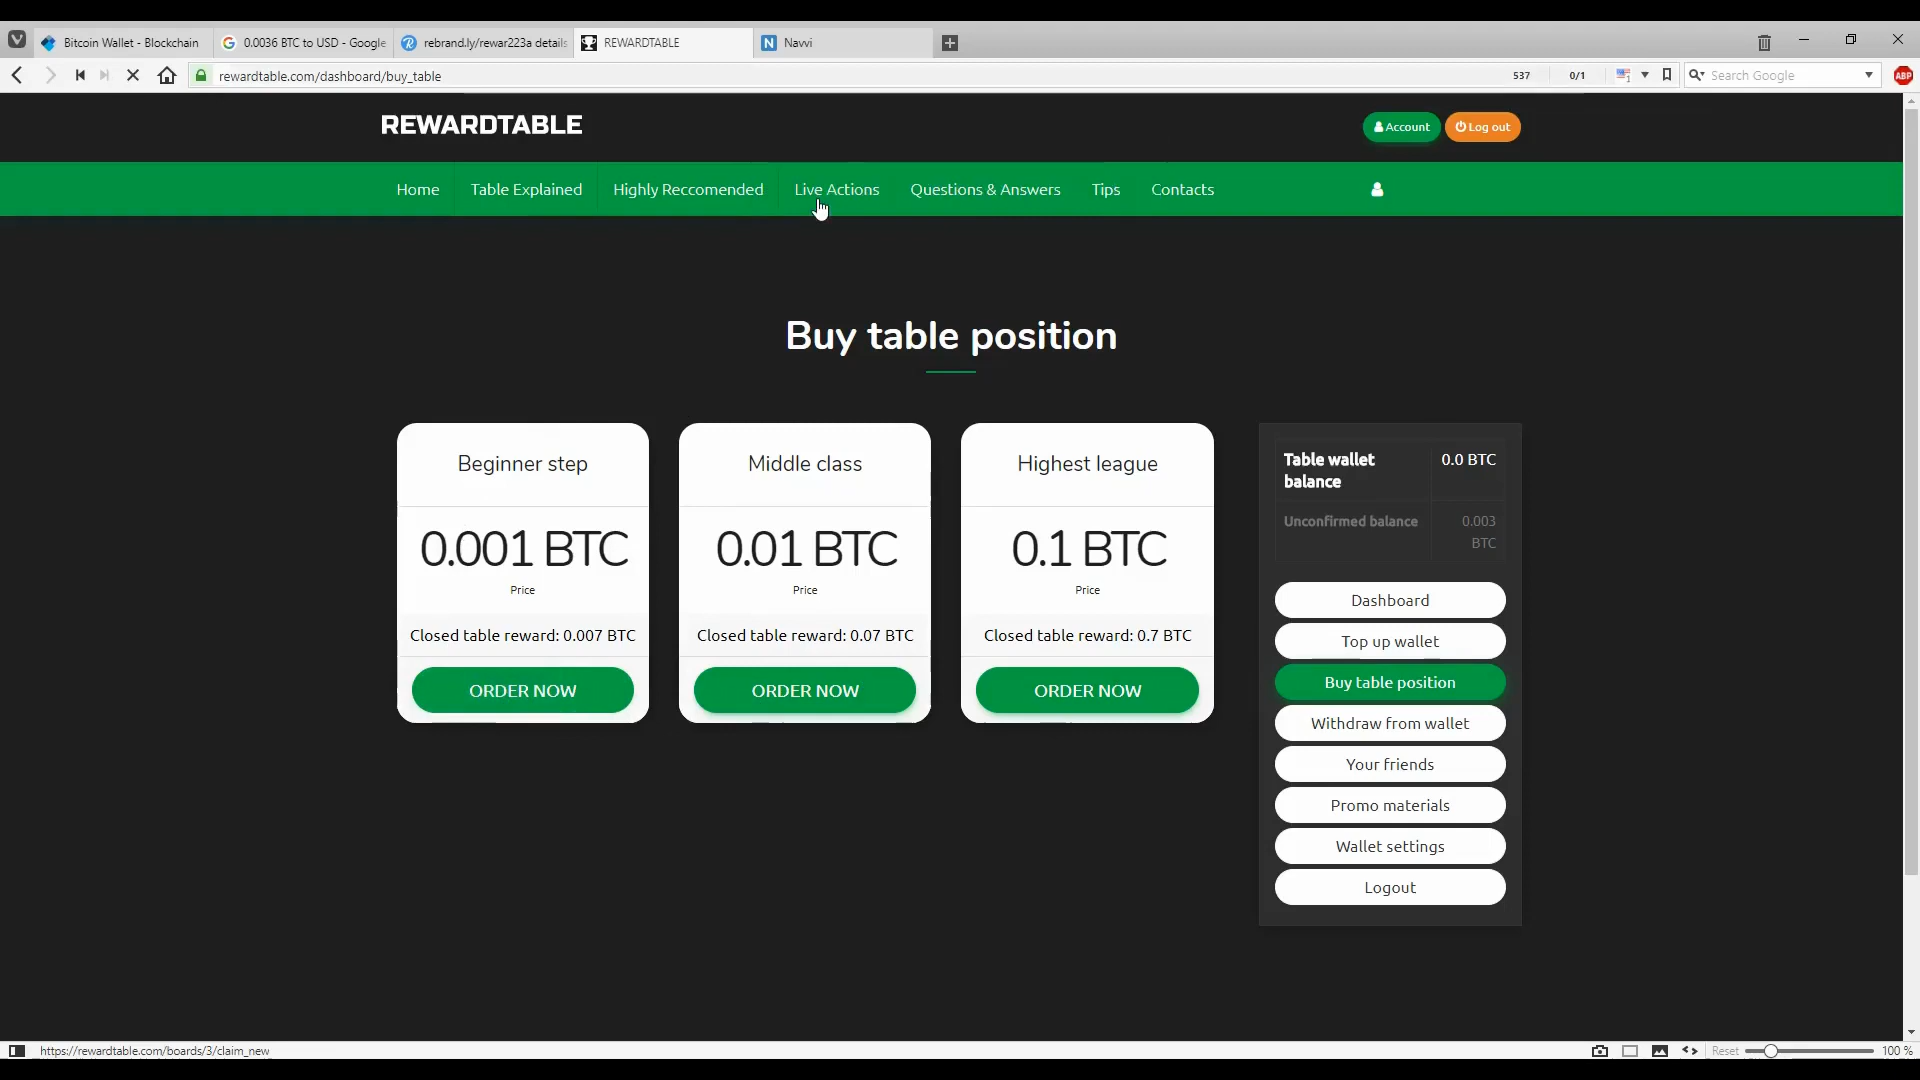 Bitcoin Wallet - Blockchain
0.0036 BTC to USD - Google
rebrand.ly/rewar223a details
REWARDTABLE
Navvi
rewardtable.com/dashboard/buy_table
537
0/1
Search Google
ABP
REWARDTABLE
Account
Log out
Home
Table Explained
Highly Reccomended
Live Actions
Questions & Answers
Tips
Contacts
Buy table position
Beginner step
0.001 BTC
Price
Closed table reward: 0.007 BTC
ORDER NOW
Middle class
0.01 BTC
Price
Closed table reward: 0.07 BTC
ORDER NOW
Highest league
0.1 BTC
Price
Closed table reward: 0.7 BTC
ORDER NOW
Table wallet
balance
0.0 BTC
Unconfirmed balance
0.003
BTC
Dashboard
Top up wallet
Buy table position
Withdraw from wallet
Your friends
Promo materials
Wallet settings
Logout
https://rewardtable.com/boards/3/claim_new
Reset
100 %